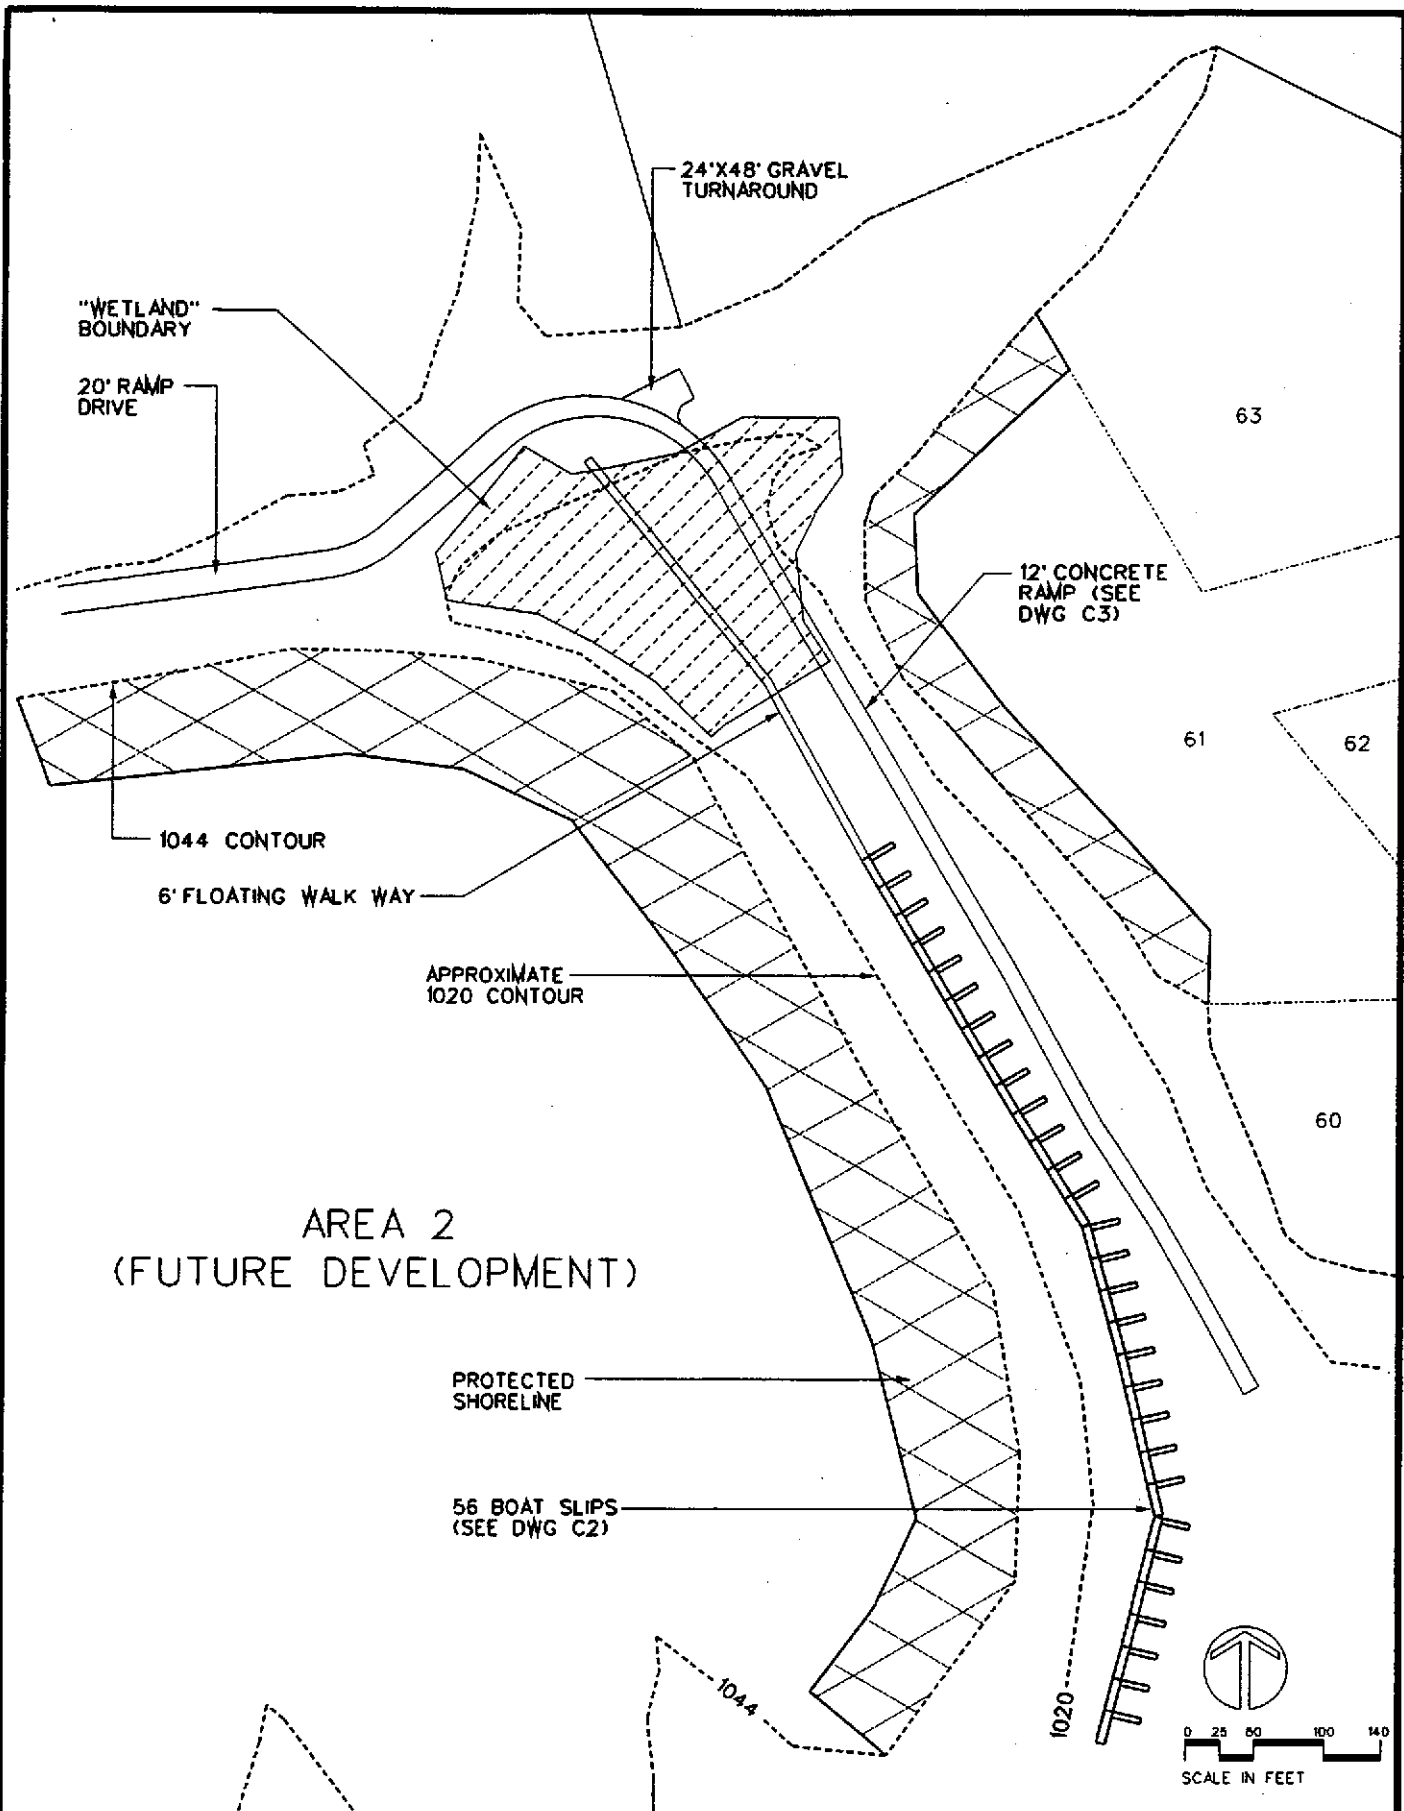 24'X48' GRAVEL
TURNAROUND
"WETLAND"
BOUNDARY
20' RAMP
DRIVE
63
12' CONCRETE
RAMP (SEE
DWG C3)
61
62
1044 CONTOUR
6' FLOATING WALK WAY
APPROXIMATE
1020 CONTOUR
60
AREA 2
(FUTURE DEVELOPMENT)
PROTECTED
SHORELINE
56 BOAT SLIPS
(SEE DWG C2)
1044
1020
0 25 50 100 140
SCALE IN FEET